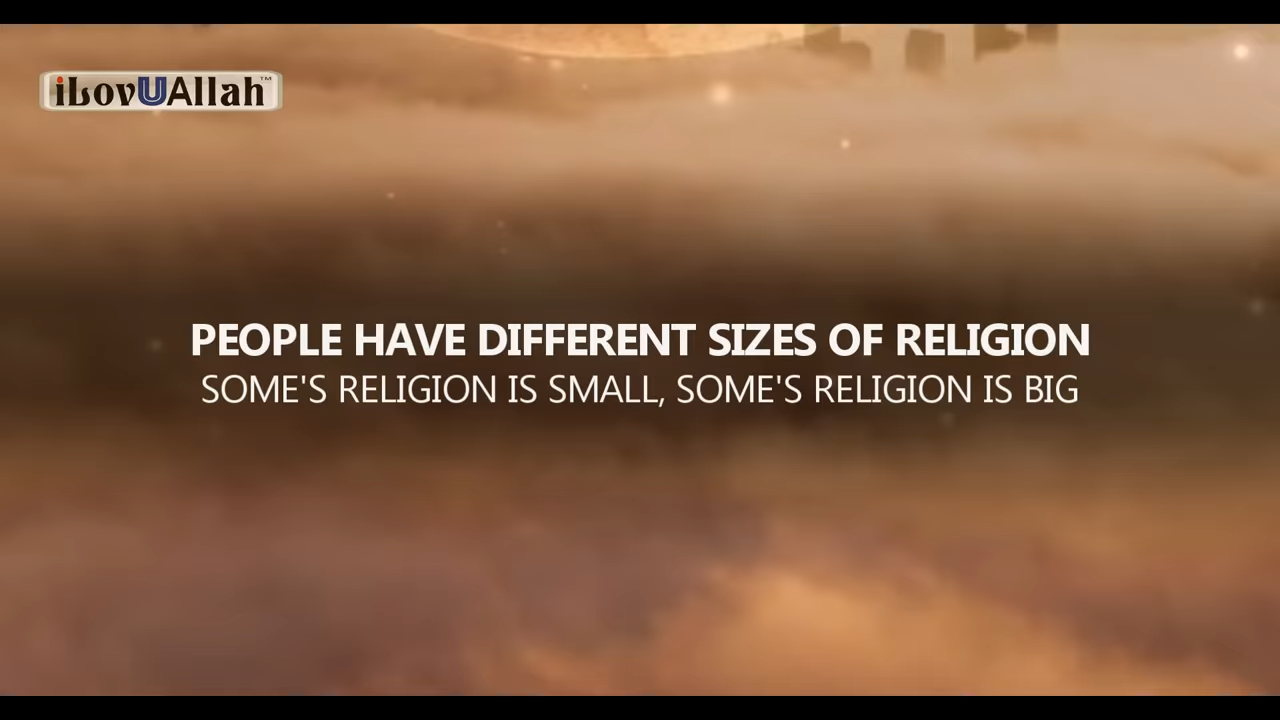 iLovUAllah™
PEOPLE HAVE DIFFERENT SIZES OF RELIGION
SOME'S RELIGION IS SMALL, SOME'S RELIGION IS BIG